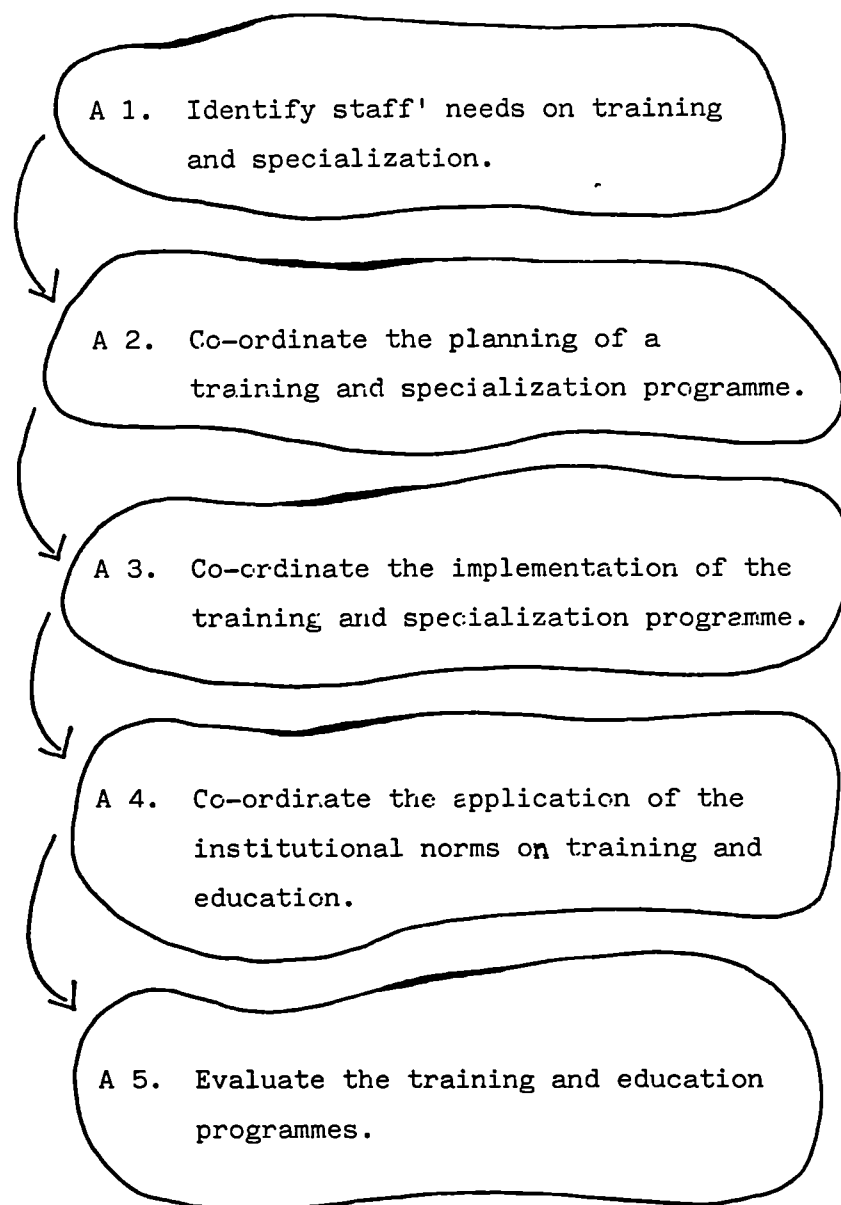 A 1. Identify staff' needs on training
and specialization.
A 2. Co-ordinate the planning of a
training and specialization programme.
A 3. Co-ordinate the implementation of the
training and specialization programme.
A 4. Co-ordinate the application of the
institutional norms on training and
education.
A 5. Evaluate the training and education
programmes.